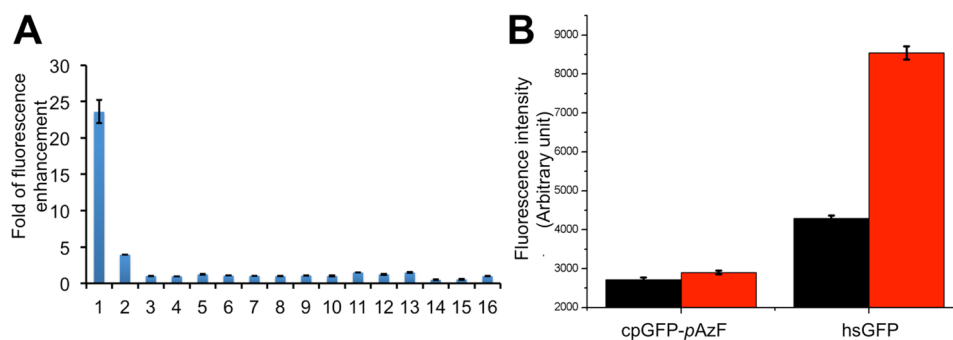 A
Fold of fluorescence
enhancement
30
25
20
15
10
5
0
1 2 3 4 5 6 7 8 9 10 11 12 13 14 15 16
B
Fluorescence intensity
(Arbitrary unit)
9000
8000
7000
6000
5000
4000
3000
2000
cpGFP-pAzF hsGFP